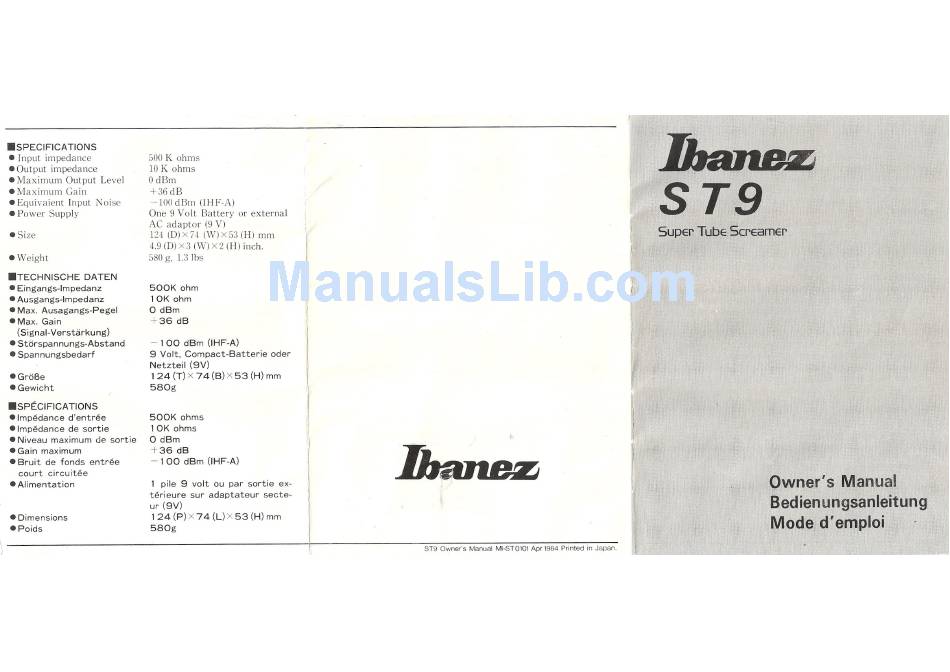 ■SPECIFICATIONS
● Input impedance 500 K ohms
● Output impedance 10 K ohms
● Maximum Output Level 0 dBm
● Maximum Gain +36 dB
● Equivaient Input Noise −100 dBm (IHF-A)
● Power Supply One 9 Volt Battery or external
AC adaptor (9 V)
● Size 124 (D)×74 (W)×53 (H) mm
4.9 (D)×3 (W)×2 (H) inch.
● Weight 580 g, 1.3 lbs
■TECHNISCHE DATEN
● Eingangs-Impedanz 500K ohm
● Ausgangs-Impedanz 10K ohm
● Max. Ausagangs-Pegel 0 dBm
● Max. Gain +36 dB
(Signal-Verstärkung)
● Störspannungs-Abstand −100 dBm (IHF-A)
● Spannungsbedarf 9 Volt, Compact-Batterie oder
Netzteil (9V)
● Größe 124 (T)×74 (B)×53 (H) mm
● Gewicht 580g
■SPÉCIFICATIONS
● Impédance d'entrée 500K ohms
● Impédance de sortie 10K ohms
● Niveau maximum de sortie 0 dBm
● Gain maximum +36 dB
● Bruit de fonds entrée −100 dBm (IHF-A)
court circuitée
● Alimentation 1 pile 9 volt ou par sortie ex-
térieure sur adaptateur secte-
ur (9V)
● Dimensions 124 (P)×74 (L)×53 (H) mm
● Poids 580g
Ibanez
ST9 Owner's Manual MI-ST0101 Apr 1984 Printed in Japan.
Ibanez
ST9
Super Tube Screamer
Owner's Manual
Bedienungsanleitung
Mode d'emploi
ManualsLib.com